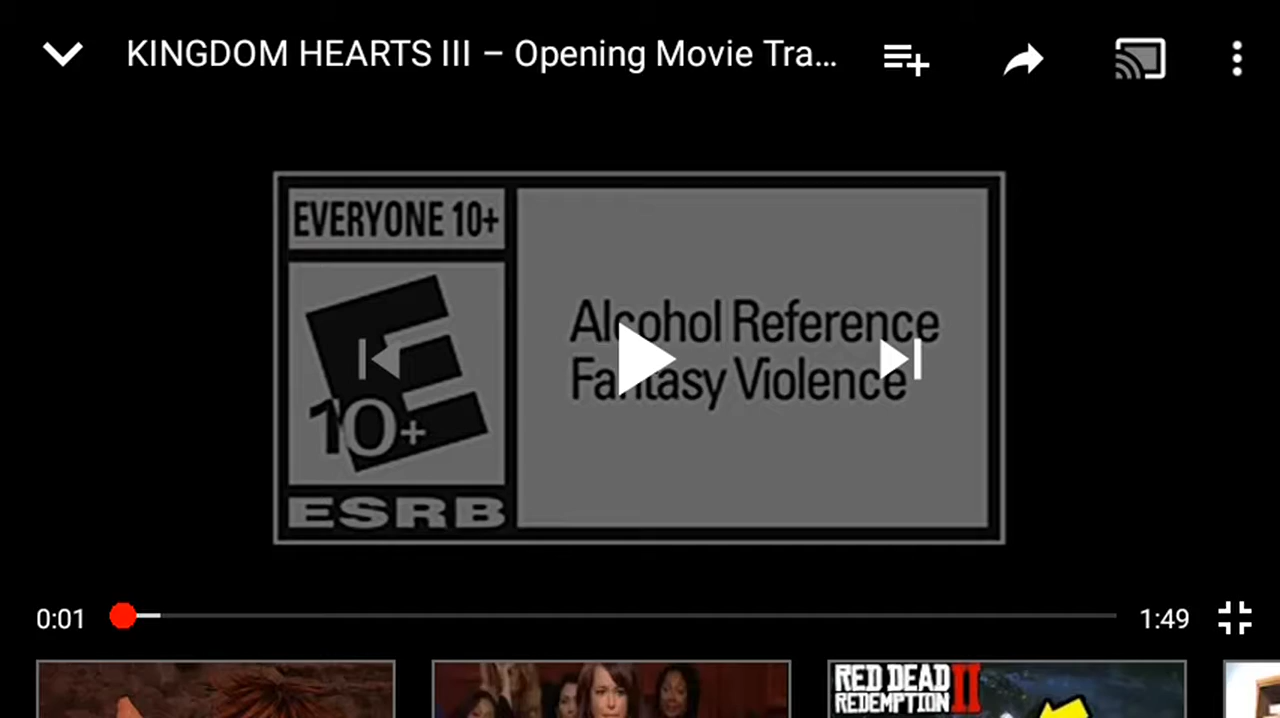 KINGDOM HEARTS III – Opening Movie Tra...
EVERYONE 10+
E
10+
ESRB
Alcohol Reference
Fantasy Violence
0:01
1:49
RED DEAD
REDEMPTION II